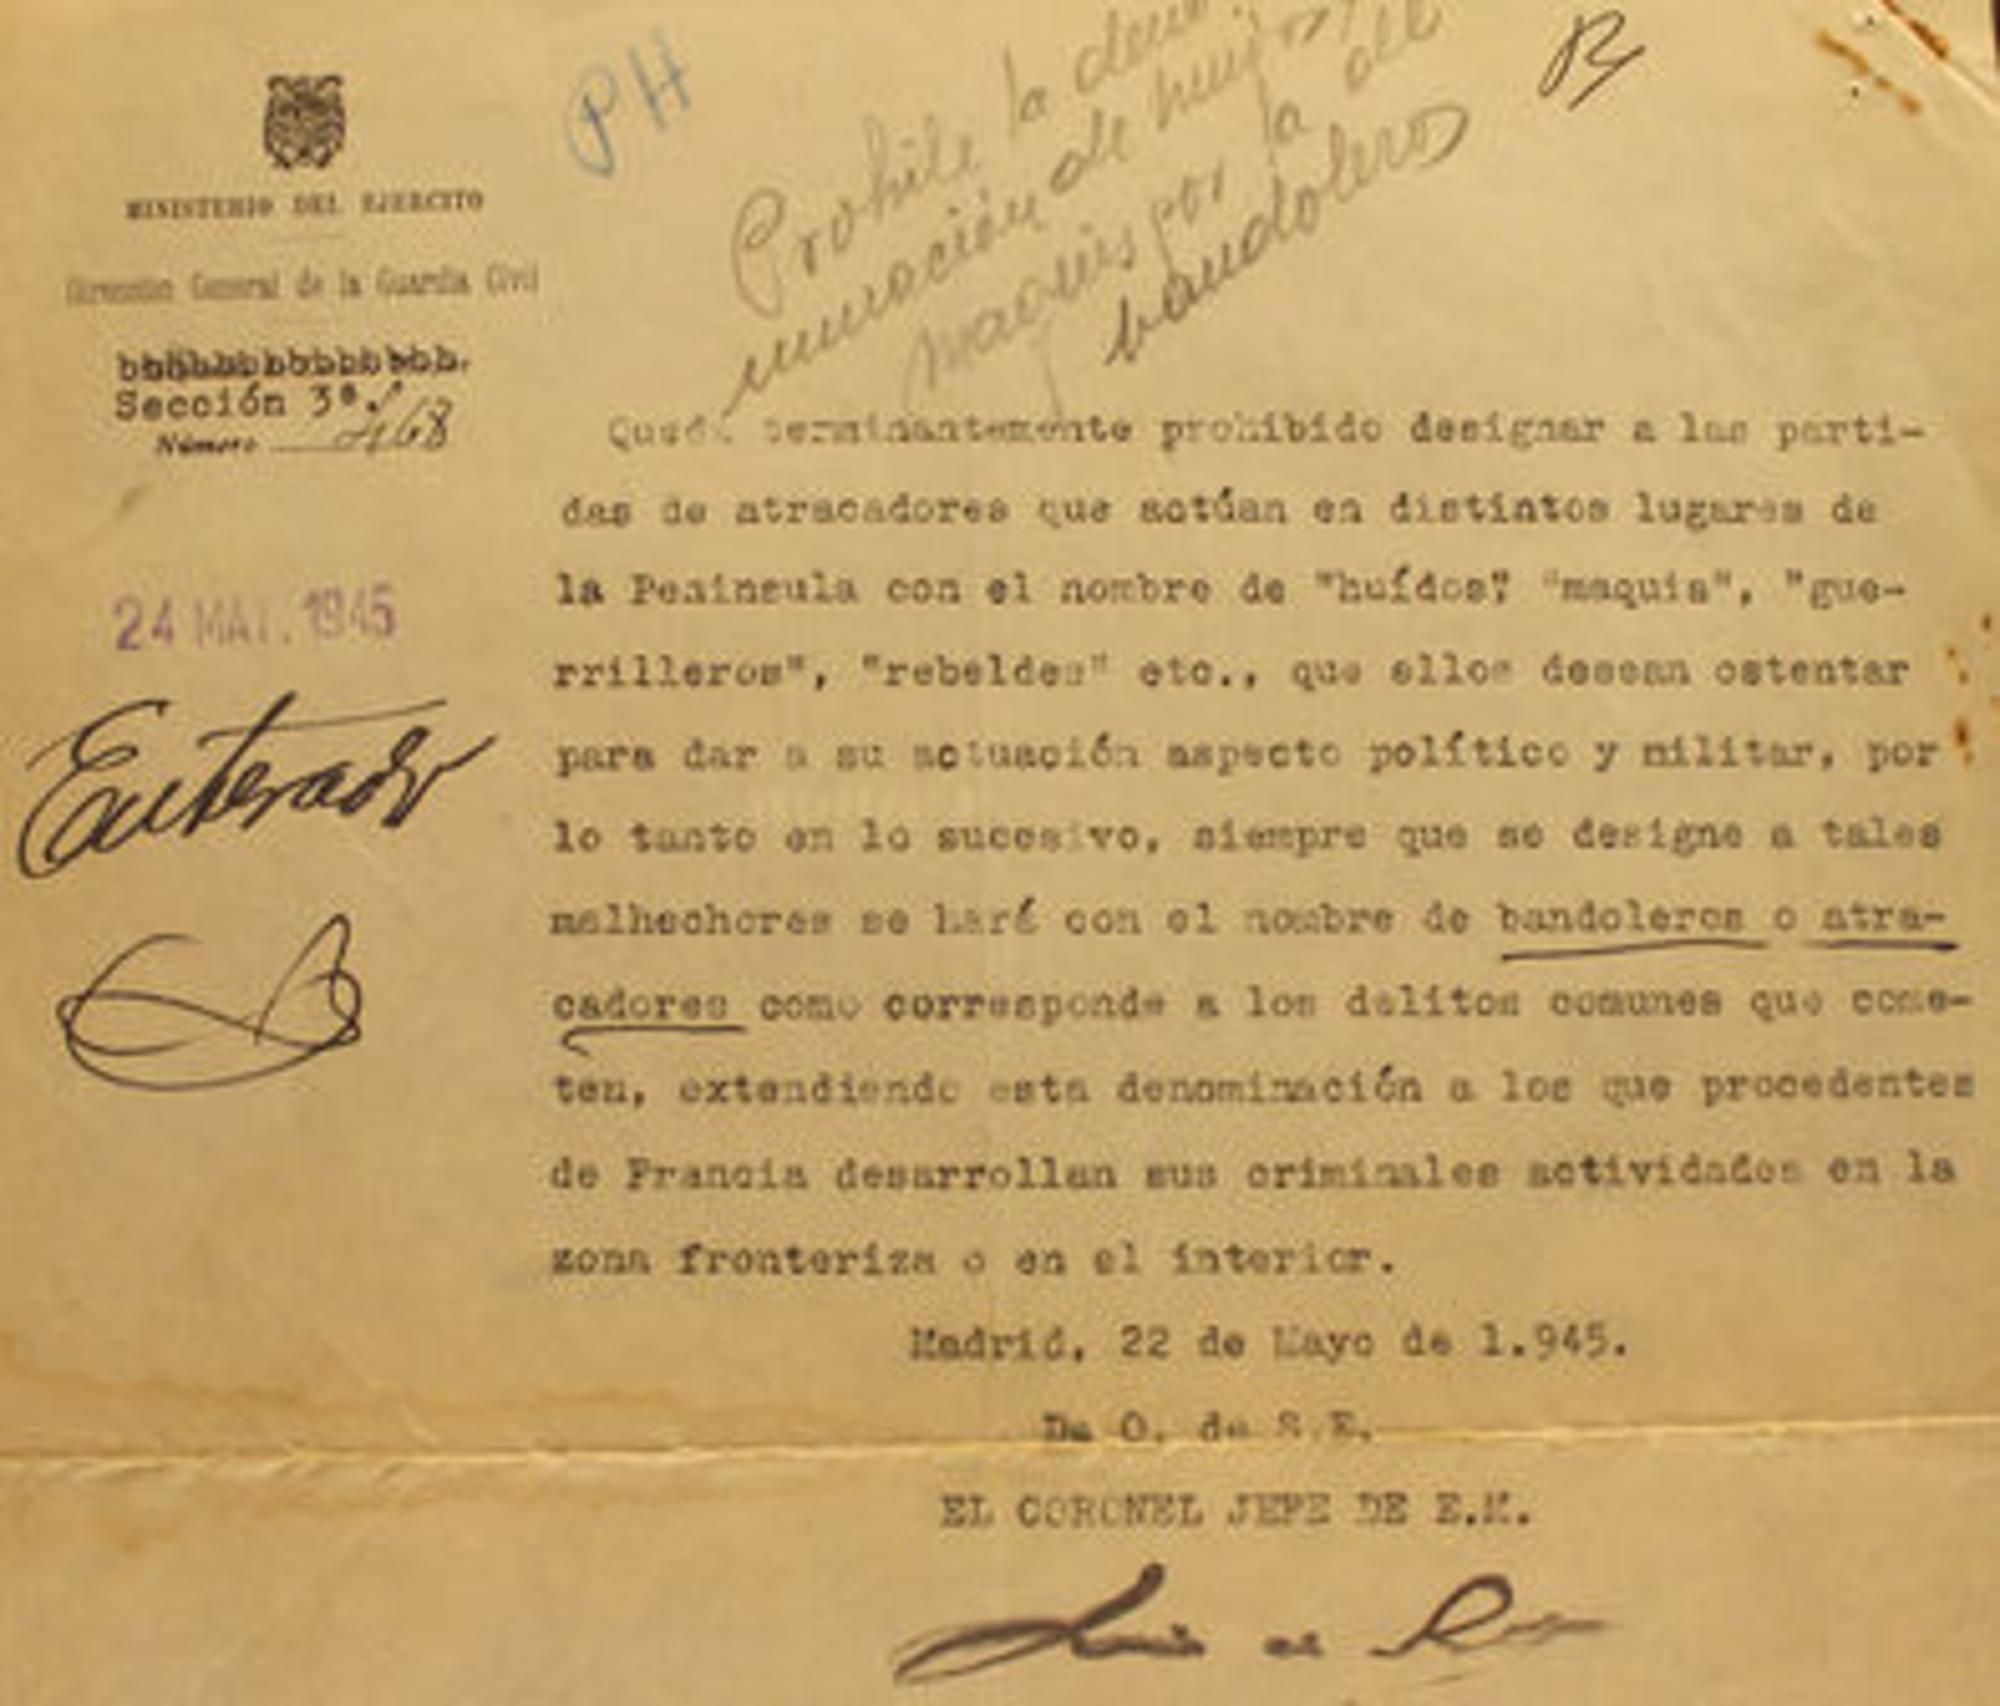 PH
Prohibe la deno-
minación de huidos y
maquis por la de
bandoleros
MINISTERIO DEL EJERCITO
Dirección General de la Guardia Civil
Sección 3ª.
Número 468
24 MAY. 1945
Enterado
Queda terminantemente prohibido designar a las parti-
das de atracadores que actúan en distintos lugares de
la Peninsula con el nombre de "huídos", "maquis", "gue-
rrilleros", "rebeldes" etc., que ellos desean ostentar
para dar a su actuación aspecto político y militar, por
lo tanto en lo sucesivo, siempre que se designe a tales
malhechores se hará con el nombre de bandoleros o atra-
cadores como corresponde a los delitos comunes que come-
ten, extendiendo esta denominación a los que procedentes
de Francia desarrollan sus criminales actividades en la
zona fronteriza o en el interior.
Madrid, 22 de Mayo de 1.945.
De O. de S.E.
EL CORONEL JEFE DE E.M.